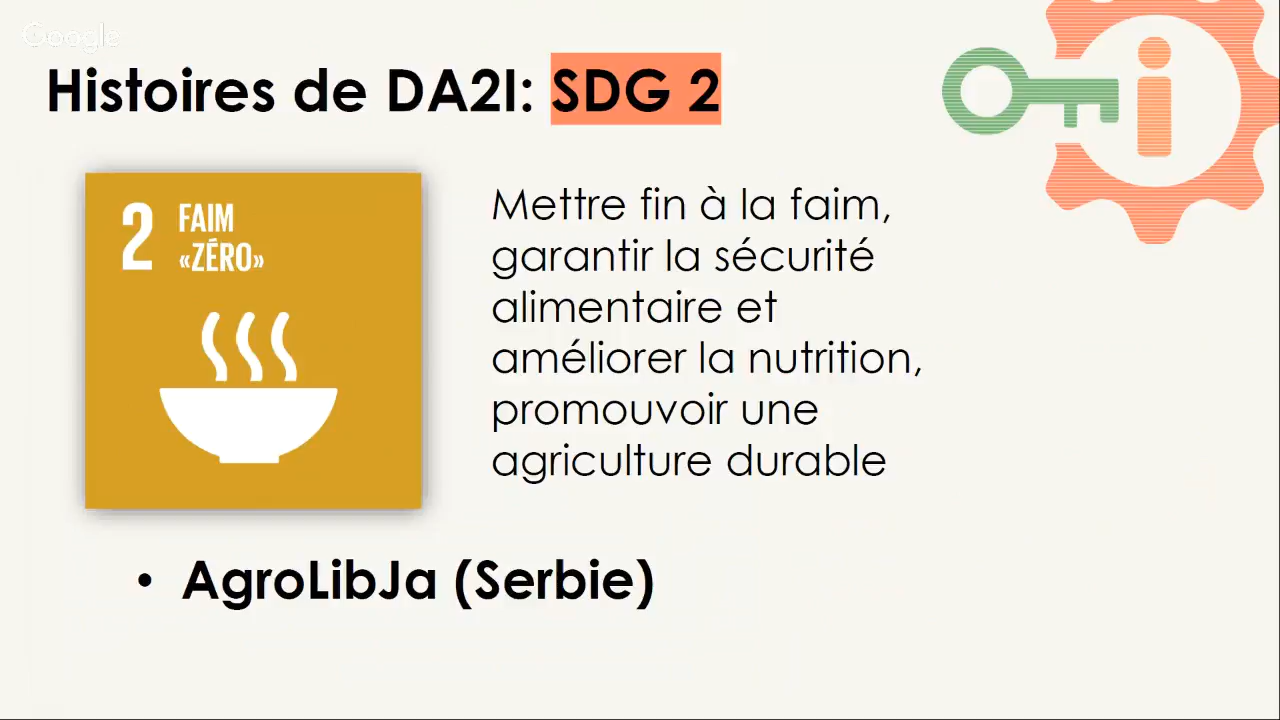 Google
Histoires de DA2I: SDG 2
2 FAIM
«ZÉRO»
Mettre fin à la faim,
garantir la sécurité
alimentaire et
améliorer la nutrition,
promouvoir une
agriculture durable
• AgroLibJa (Serbie)